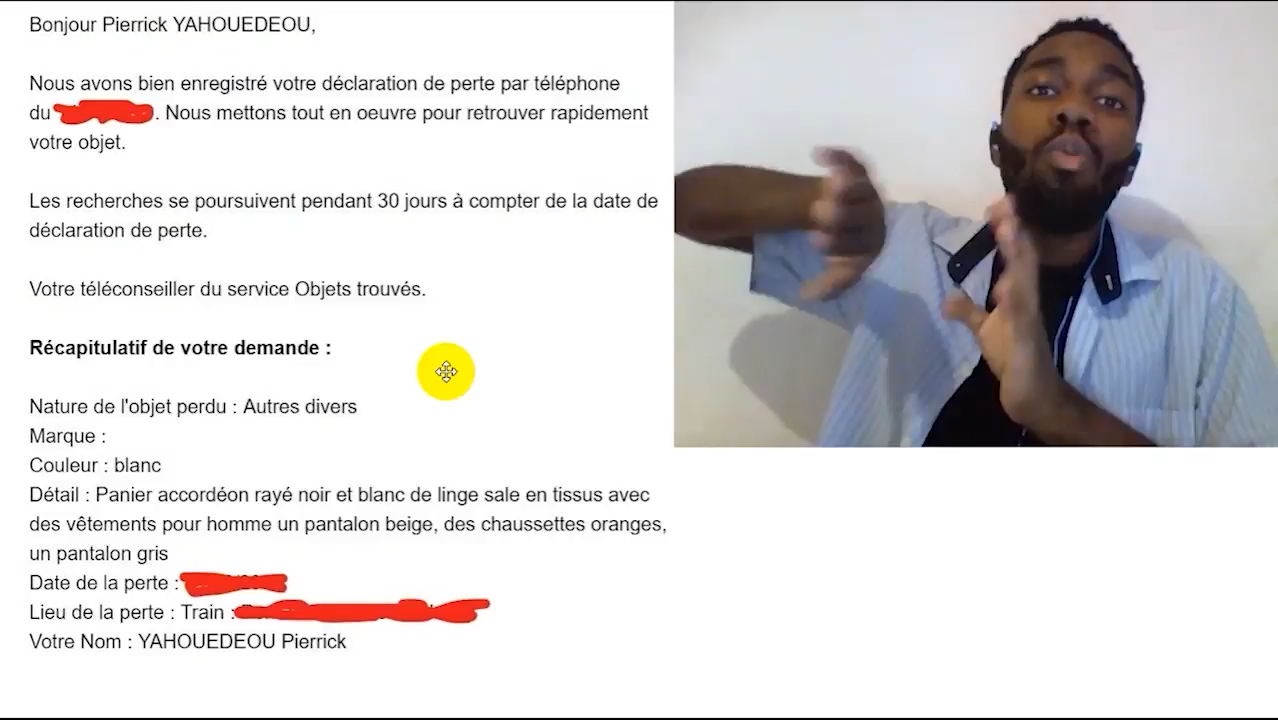 Bonjour Pierrick YAHOUEDEOU,
Nous avons bien enregistré votre déclaration de perte par téléphone
du . Nous mettons tout en oeuvre pour retrouver rapidement
votre objet.
Les recherches se poursuivent pendant 30 jours à compter de la date de
déclaration de perte.
Votre téléconseiller du service Objets trouvés.
Récapitulatif de votre demande :
Nature de l'objet perdu : Autres divers
Marque :
Couleur : blanc
Détail : Panier accordéon rayé noir et blanc de linge sale en tissus avec
des vêtements pour homme un pantalon beige, des chaussettes oranges,
un pantalon gris
Date de la perte :
Lieu de la perte : Train :
Votre Nom : YAHOUEDEOU Pierrick